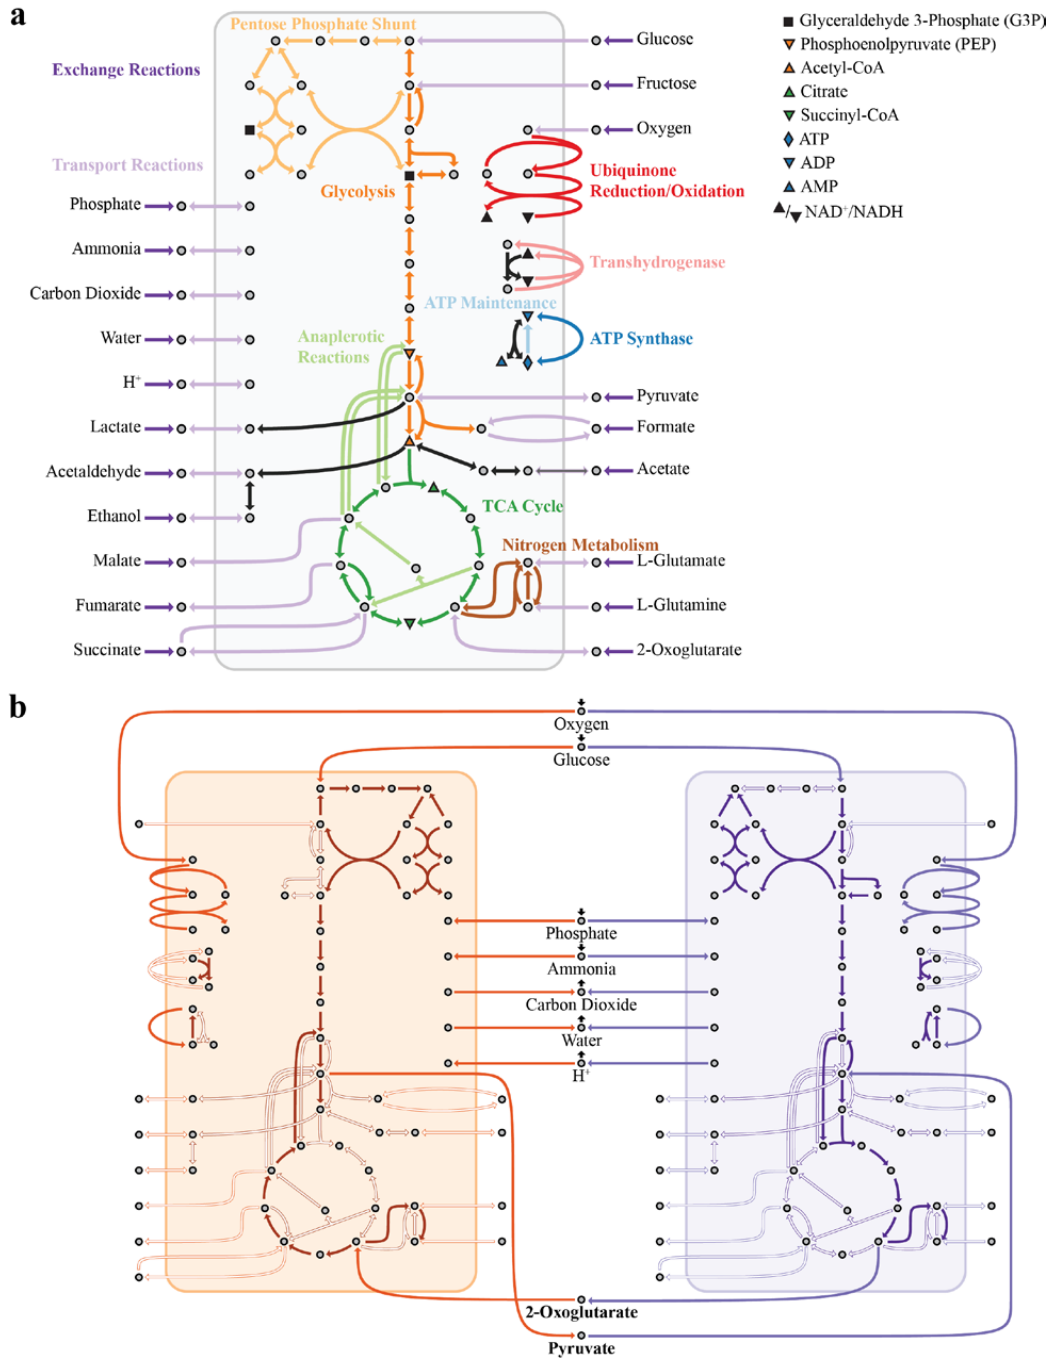 a
Pentose Phosphate Shunt
Exchange Reactions
Transport Reactions
Phosphate
Ammonia
Carbon Dioxide
Water
H+
Lactate
Acetaldehyde
Ethanol
Malate
Fumarate
Succinate
Glycolysis
Anaplerotic
Reactions
TCA Cycle
Nitrogen Metabolism
ATP Maintenance
Glucose
Fructose
Oxygen
Ubiquinone
Reduction/Oxidation
Transhydrogenase
ATP Synthase
Pyruvate
Formate
Acetate
L-Glutamate
L-Glutamine
2-Oxoglutarate
Glyceraldehyde 3-Phosphate (G3P)
Phosphoenolpyruvate (PEP)
Acetyl-CoA
Citrate
Succinyl-CoA
ATP
ADP
AMP
/ NAD+/NADH
b
Oxygen
Glucose
Phosphate
Ammonia
Carbon Dioxide
Water
H+
2-Oxoglutarate
Pyruvate